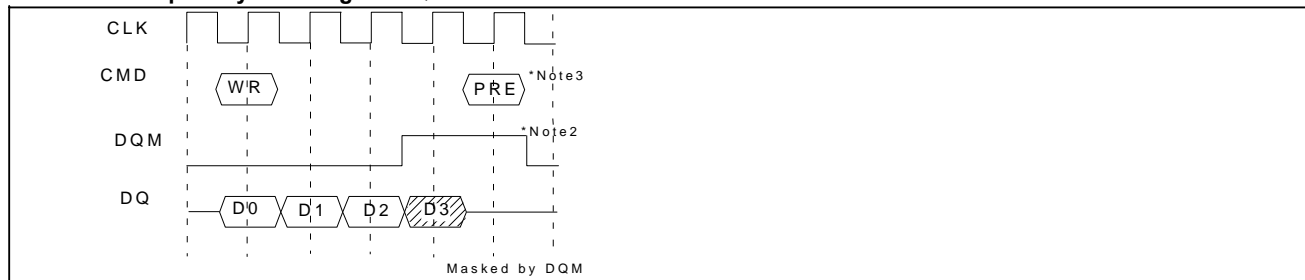 CLK
CMD WR PRE *Note3
DQM *Note2
DQ D0 D1 D2 D3
Masked by DQM